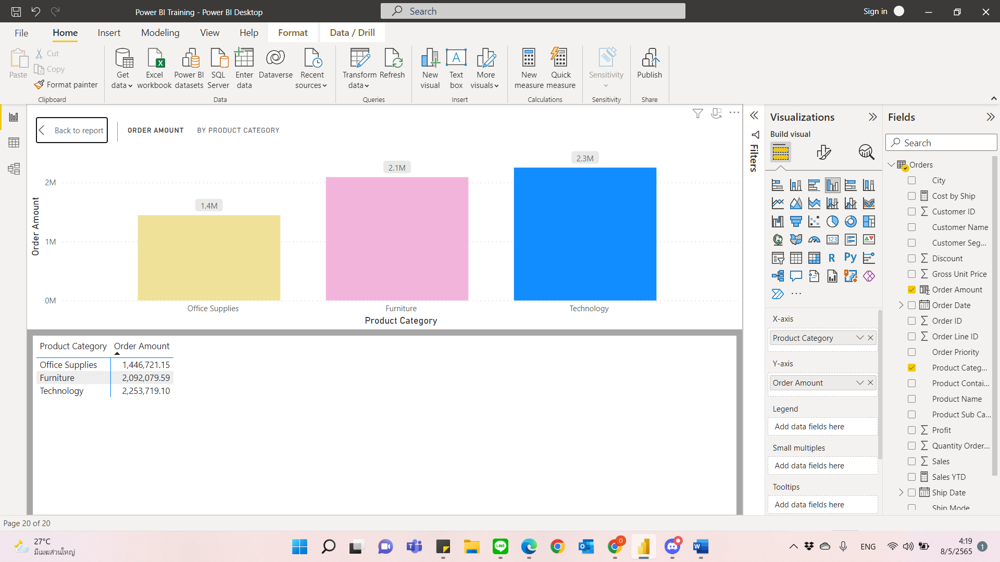 Power BI Training - Power BI Desktop
Search
Sign in
File
Home
Insert
Modeling
View
Help
Format
Data / Drill
Paste
Cut
Copy
Format painter
Clipboard
Get data
Excel workbook
Power BI datasets
SQL Server
Enter data
Dataverse
Recent sources
Data
Transform data
Refresh
Queries
New visual
Text box
More visuals
Insert
New measure
Quick measure
Calculations
Sensitivity
Sensitivity
Publish
Share
Back to report
ORDER AMOUNT
BY PRODUCT CATEGORY
Order Amount
2M
1M
0M
1.4M
2.1M
2.3M
Office Supplies
Furniture
Technology
Product Category
Product Category Order Amount
Office Supplies 1,446,721.15
Furniture 2,092,079.59
Technology 2,253,719.10
Filters
Visualizations
Build visual
123
R
Py
X-axis
Product Category
Y-axis
Order Amount
Legend
Add data fields here
Small multiples
Add data fields here
Tooltips
Add data fields here
Fields
Search
Orders
City
Cost by Ship
Customer ID
Customer Name
Customer Seg...
Discount
Gross Unit Price
Order Amount
Order Date
Order ID
Order Line ID
Order Priority
Product Categ...
Product Contai...
Product Name
Product Sub Ca...
Profit
Quantity Order...
Sales
Sales YTD
Ship Date
Ship Mode
Page 20 of 20
27°C
มีเมฆส่วนใหญ่
LINE
0
ENG
4:19
8/5/2565
1